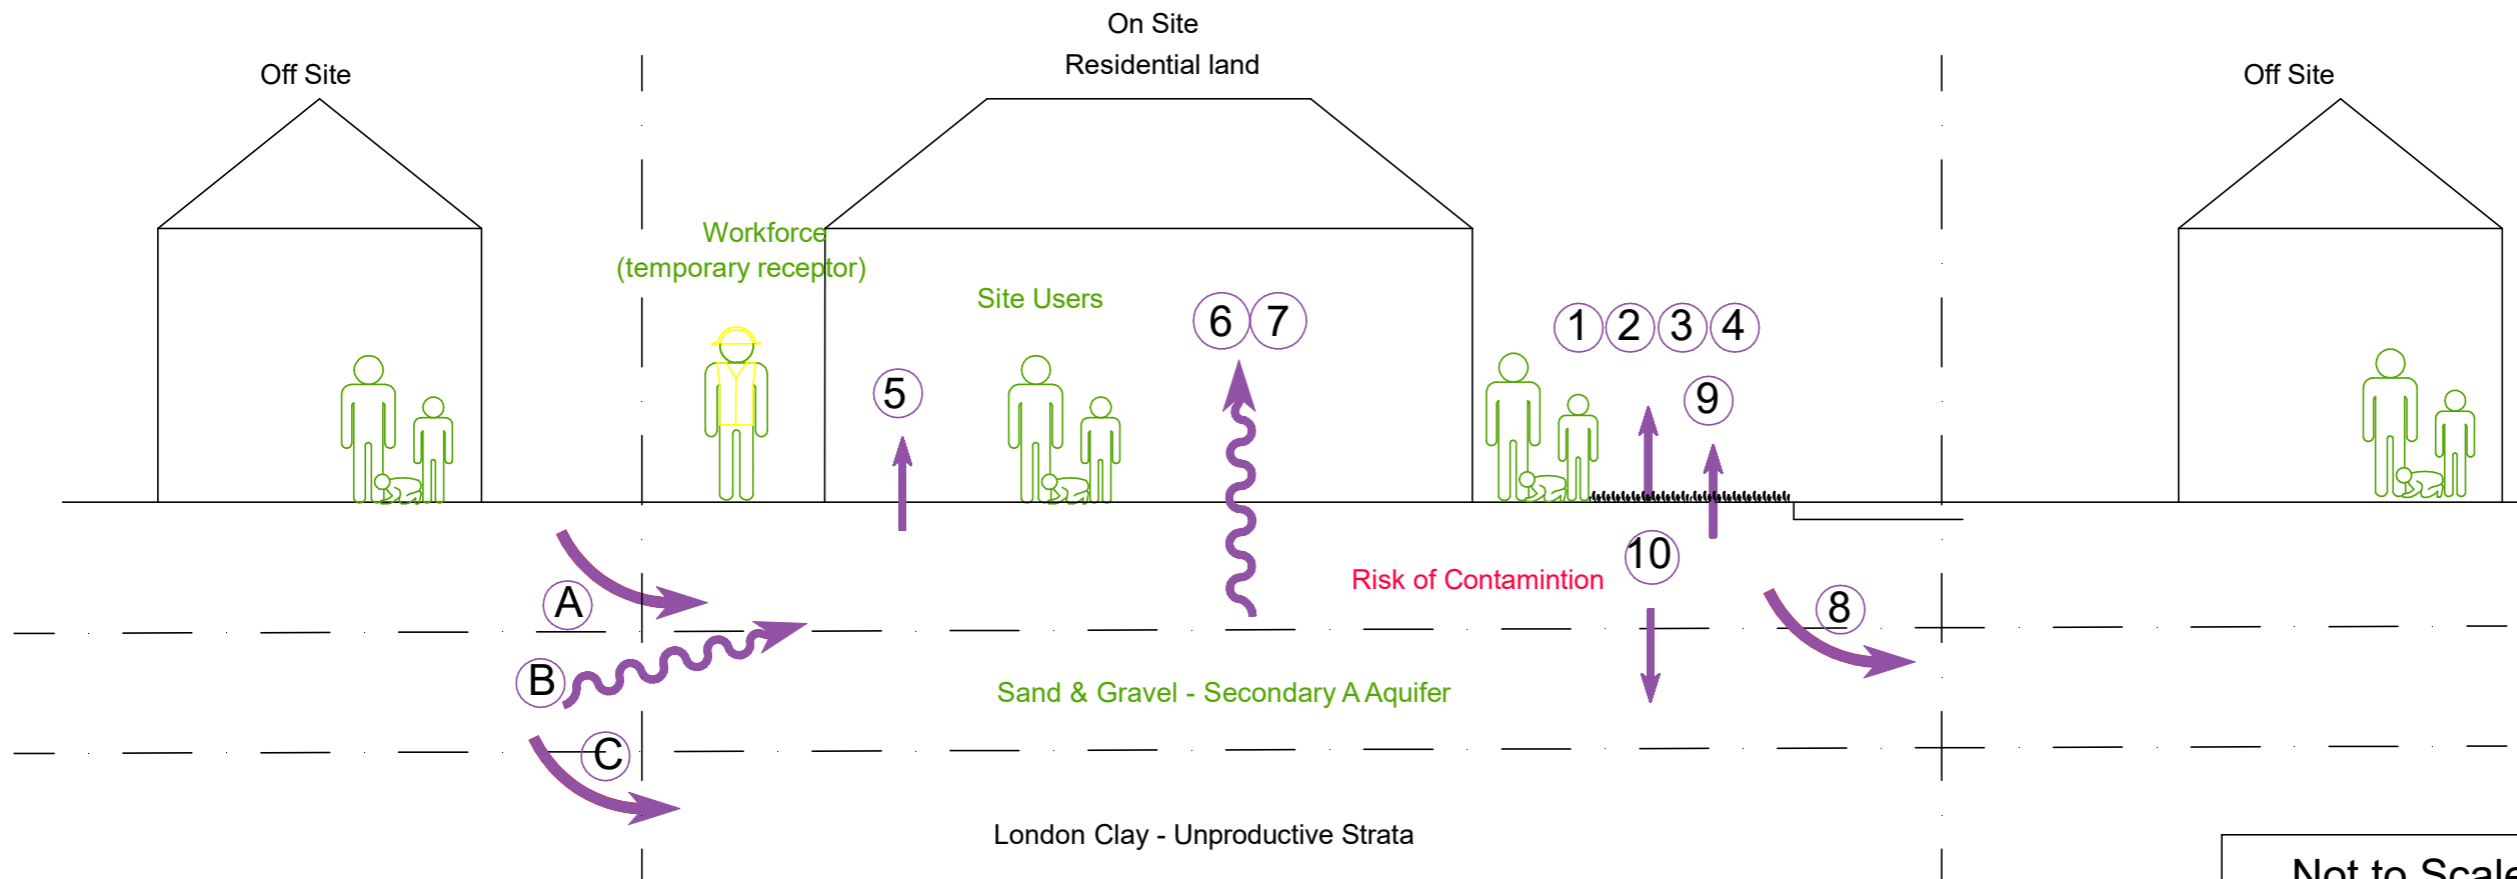 On Site
Residential land
Off Site
Off Site
Workforce
(temporary receptor)
Site Users
6 7
1 2 3 4
5
9
10
Risk of Contamintion
A
8
B
Sand & Gravel - Secondary A Aquifer
C
London Clay - Unproductive Strata
Not to Scale